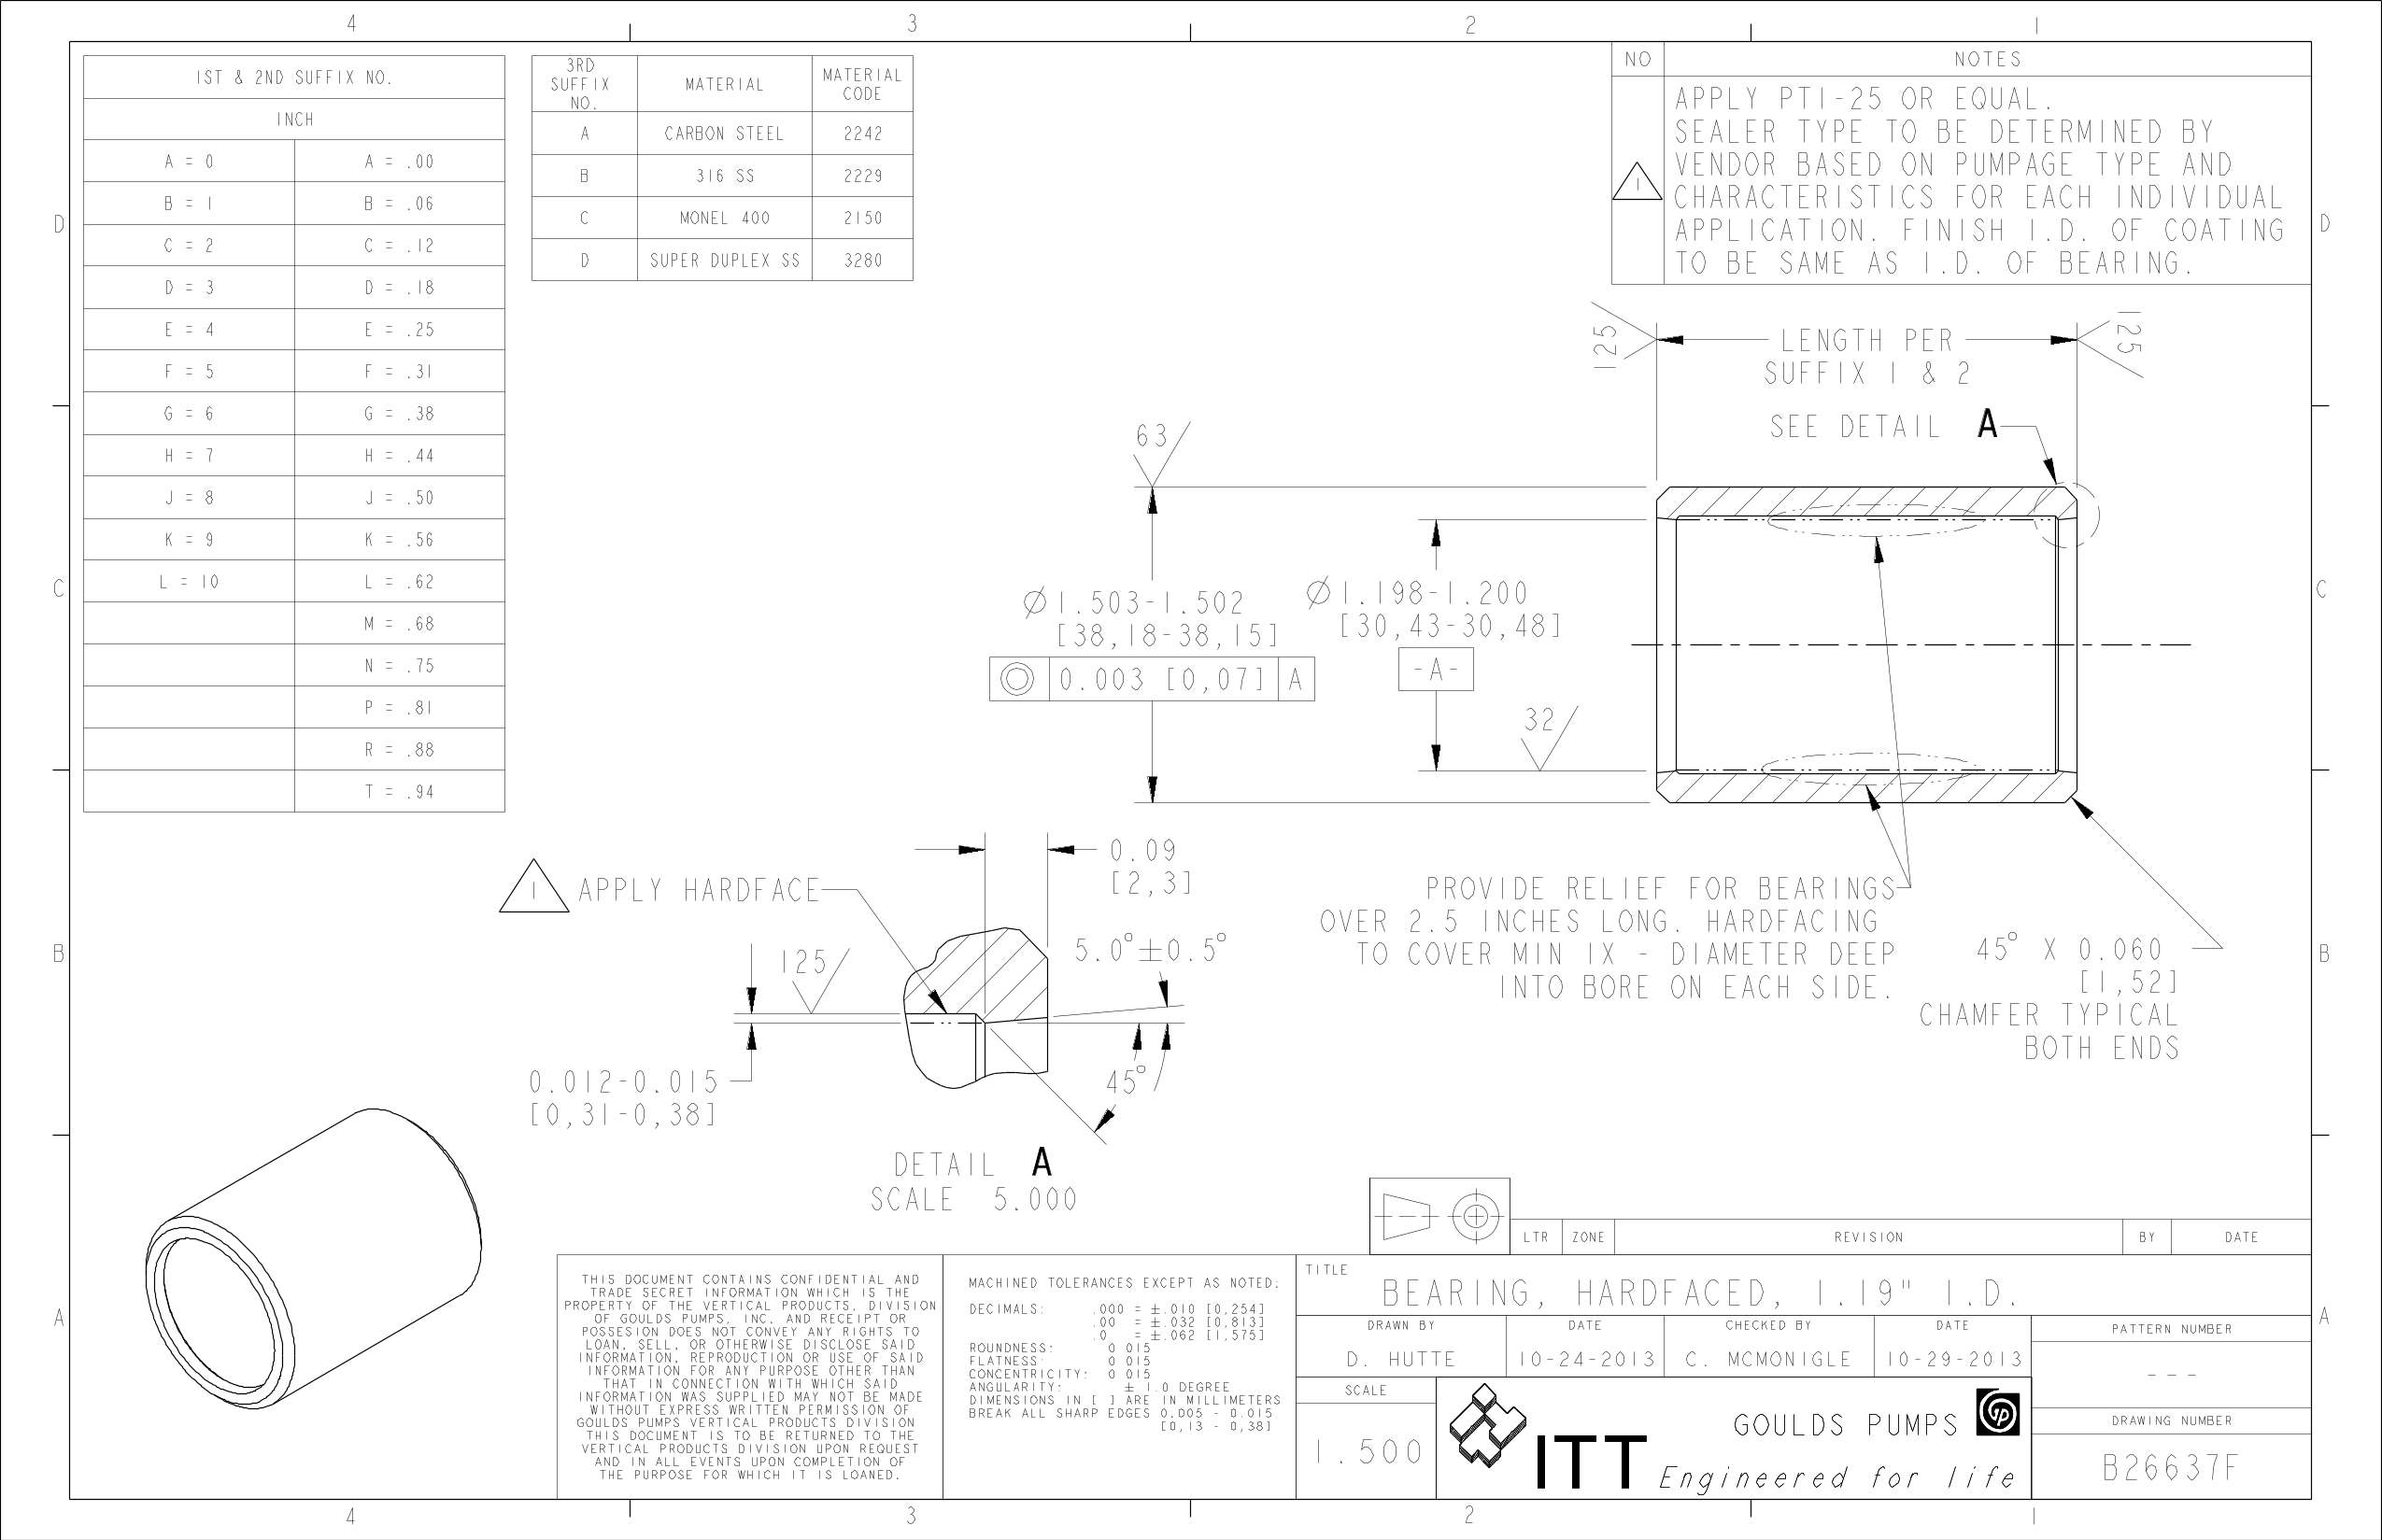 4
3
2
1
1ST & 2ND SUFFIX NO.
INCH
A = 0 A = .00
B = 1 B = .06
C = 2 C = .12
D = 3 D = .18
E = 4 E = .25
F = 5 F = .31
G = 6 G = .38
H = 7 H = .44
J = 8 J = .50
K = 9 K = .56
L = 10 L = .62
M = .68
N = .75
P = .81
R = .88
T = .94
3RD
SUFFIX
NO.
MATERIAL
MATERIAL
CODE
A CARBON STEEL 2242
B 316 SS 2229
C MONEL 400 2150
D SUPER DUPLEX SS 3280
NO NOTES
1
APPLY PTI-25 OR EQUAL.
SEALER TYPE TO BE DETERMINED BY
VENDOR BASED ON PUMPAGE TYPE AND
CHARACTERISTICS FOR EACH INDIVIDUAL
APPLICATION. FINISH I.D. OF COATING
TO BE SAME AS I.D. OF BEARING.
D
D
125
LENGTH PER
SUFFIX 1 & 2
125
SEE DETAIL A
63
C
C
Ø1.503-1.502
[38,18-38,15]
◎ 0.003 [0,07] A
Ø1.198-1.200
[30,43-30,48]
-A-
32
PROVIDE RELIEF FOR BEARINGS
OVER 2.5 INCHES LONG. HARDFACING
TO COVER MIN 1X - DIAMETER DEEP
INTO BORE ON EACH SIDE.
45° X 0.060
[1,52]
CHAMFER TYPICAL
BOTH ENDS
1 APPLY HARDFACE
0.09
[2,3]
125
5.0°±0.5°
45°
0.012-0.015
[0,31-0,38]
DETAIL A
SCALE 5.000
B
B
LTR ZONE REVISION BY DATE
THIS DOCUMENT CONTAINS CONFIDENTIAL AND
TRADE SECRET INFORMATION WHICH IS THE
PROPERTY OF THE VERTICAL PRODUCTS, DIVISION
OF GOULDS PUMPS, INC. AND RECEIPT OR
POSSESION DOES NOT CONVEY ANY RIGHTS TO
LOAN, SELL, OR OTHERWISE DISCLOSE SAID
INFORMATION, REPRODUCTION OR USE OF SAID
INFORMATION FOR ANY PURPOSE OTHER THAN
THAT IN CONNECTION WITH WHICH SAID
INFORMATION WAS SUPPLIED MAY NOT BE MADE
WITHOUT EXPRESS WRITTEN PERMISSION OF
GOULDS PUMPS VERTICAL PRODUCTS DIVISION
THIS DOCUMENT IS TO BE RETURNED TO THE
VERTICAL PRODUCTS DIVISION UPON REQUEST
AND IN ALL EVENTS UPON COMPLETION OF
THE PURPOSE FOR WHICH IT IS LOANED.
MACHINED TOLERANCES EXCEPT AS NOTED:
DECIMALS: .000 = ±.010 [0,254]
.00 = ±.032 [0,813]
.0 = ±.062 [1,575]
ROUNDNESS: 0.015
FLATNESS: 0.015
CONCENTRICITY: 0.015
ANGULARITY: ± 1.0 DEGREE
DIMENSIONS IN [ ] ARE IN MILLIMETERS
BREAK ALL SHARP EDGES 0.005 - 0.015
[0,13 - 0,38]
TITLE
BEARING, HARDFACED, 1.19" I.D.
DRAWN BY DATE CHECKED BY DATE
D. HUTTE 10-24-2013 C. MCMONIGLE 10-29-2013
PATTERN NUMBER
---
SCALE
1.500
ITT
GOULDS PUMPS
Engineered for life
DRAWING NUMBER
B26637F
A
A
4
3
2
1